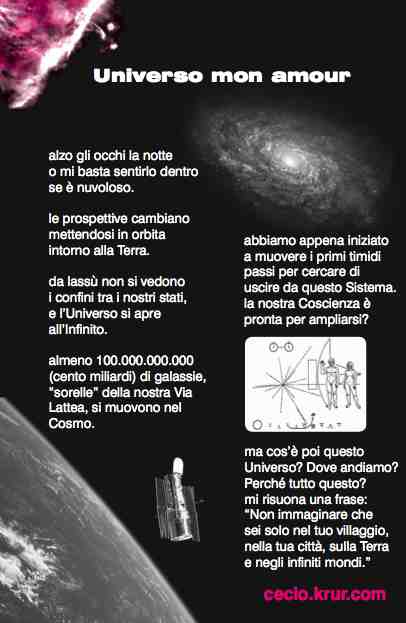 Universo mon amour
alzo gli occhi la notte
o mi basta sentirlo dentro
se è nuvoloso.
le prospettive cambiano
mettendosi in orbita
intorno alla Terra.
da lassù non si vedono
i confini tra i nostri stati,
e l'Universo si apre
all'Infinito.
almeno 100.000.000.000
(cento miliardi) di galassie,
"sorelle" della nostra Via
Lattea, si muovono nel
Cosmo.
abbiamo appena iniziato
a muovere i primi timidi
passi per cercare di
uscire da questo Sistema.
la nostra Coscienza è
pronta per ampliarsi?
ma cos'è poi questo
Universo? Dove andiamo?
Perché tutto questo?
mi risuona una frase:
"Non immaginare che
sei solo nel tuo villaggio,
nella tua città, sulla Terra
e negli infiniti mondi."
cecio.krur.com